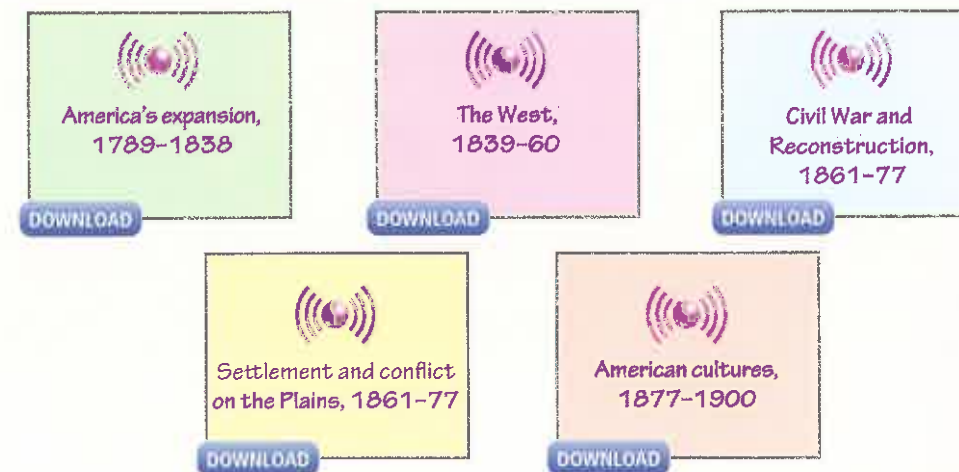 America's expansion,
1789–1838
DOWNLOAD
The West,
1839–60
DOWNLOAD
Civil War and
Reconstruction,
1861–77
DOWNLOAD
Settlement and conflict
on the Plains, 1861–77
DOWNLOAD
American cultures,
1877–1900
DOWNLOAD